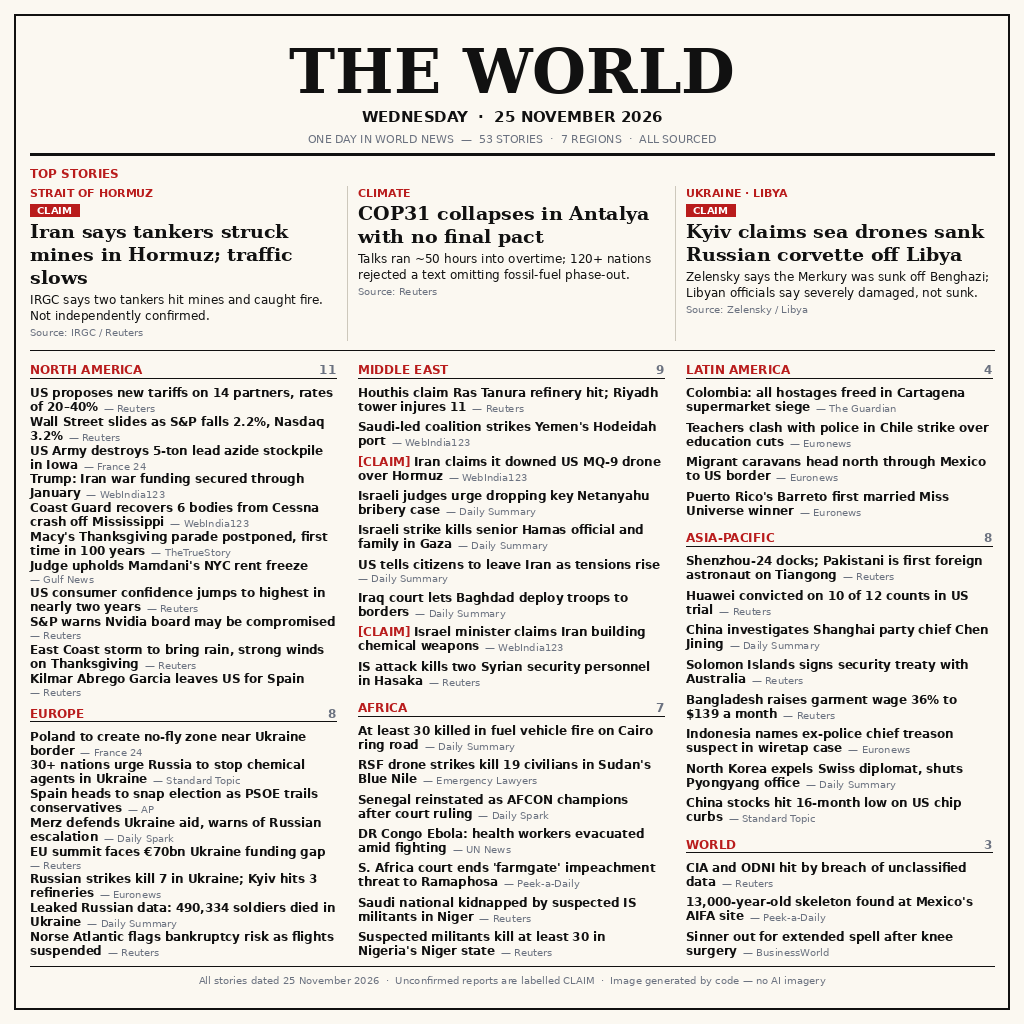 THE WORLD
WEDNESDAY · 25 NOVEMBER 2026
ONE DAY IN WORLD NEWS — 53 STORIES · 7 REGIONS · ALL SOURCED
TOP STORIES
STRAIT OF HORMUZ
CLAIM
Iran says tankers struck
mines in Hormuz; traffic
slows
IRGC says two tankers hit mines and caught fire.
Not independently confirmed.
Source: IRGC / Reuters
CLIMATE
COP31 collapses in Antalya
with no final pact
Talks ran ~50 hours into overtime; 120+ nations
rejected a text omitting fossil-fuel phase-out.
Source: Reuters
UKRAINE · LIBYA
CLAIM
Kyiv claims sea drones sank
Russian corvette off Libya
Zelensky says the Merkury was sunk off Benghazi;
Libyan officials say severely damaged, not sunk.
Source: Zelensky / Libya
NORTH AMERICA 11
US proposes new tariffs on 14 partners, rates
of 20–40% — Reuters
Wall Street slides as S&P falls 2.2%, Nasdaq
3.2% — Reuters
US Army destroys 5-ton lead azide stockpile
in Iowa — France 24
Trump: Iran war funding secured through
January — WebIndia123
Coast Guard recovers 6 bodies from Cessna
crash off Mississippi — WebIndia123
Macy's Thanksgiving parade postponed, first
time in 100 years — TheTrueStory
Judge upholds Mamdani's NYC rent freeze
— Gulf News
US consumer confidence jumps to highest in
nearly two years — Reuters
S&P warns Nvidia board may be compromised
— Reuters
East Coast storm to bring rain, strong winds
on Thanksgiving — Reuters
Kilmar Abrego Garcia leaves US for Spain
— Reuters
EUROPE 8
Poland to create no-fly zone near Ukraine
border — France 24
30+ nations urge Russia to stop chemical
agents in Ukraine — Standard Topic
Spain heads to snap election as PSOE trails
conservatives — AP
Merz defends Ukraine aid, warns of Russian
escalation — Daily Spark
EU summit faces €70bn Ukraine funding gap
— Reuters
Russian strikes kill 7 in Ukraine; Kyiv hits 3
refineries — Euronews
Leaked Russian data: 490,334 soldiers died in
Ukraine — Daily Summary
Norse Atlantic flags bankruptcy risk as flights
suspended — Reuters
MIDDLE EAST 9
Houthis claim Ras Tanura refinery hit; Riyadh
tower injures 11 — Reuters
Saudi-led coalition strikes Yemen's Hodeidah
port — WebIndia123
[CLAIM] Iran claims it downed US MQ-9 drone
over Hormuz — WebIndia123
Israeli judges urge dropping key Netanyahu
bribery case — Daily Summary
Israeli strike kills senior Hamas official and
family in Gaza — Daily Summary
US tells citizens to leave Iran as tensions rise
— Daily Summary
Iraq court lets Baghdad deploy troops to
borders — Daily Summary
[CLAIM] Israel minister claims Iran building
chemical weapons — WebIndia123
IS attack kills two Syrian security personnel
in Hasaka — Reuters
AFRICA 7
At least 30 killed in fuel vehicle fire on Cairo
ring road — Daily Summary
RSF drone strikes kill 19 civilians in Sudan's
Blue Nile — Emergency Lawyers
Senegal reinstated as AFCON champions
after court ruling — Daily Spark
DR Congo Ebola: health workers evacuated
amid fighting — UN News
S. Africa court ends 'farmgate' impeachment
threat to Ramaphosa — Peek-a-Daily
Saudi national kidnapped by suspected IS
militants in Niger — Reuters
Suspected militants kill at least 30 in
Nigeria's Niger state — Reuters
LATIN AMERICA 4
Colombia: all hostages freed in Cartagena
supermarket siege — The Guardian
Teachers clash with police in Chile strike over
education cuts — Euronews
Migrant caravans head north through Mexico
to US border — Euronews
Puerto Rico's Barreto first married Miss
Universe winner — Euronews
ASIA-PACIFIC 8
Shenzhou-24 docks; Pakistani is first foreign
astronaut on Tiangong — Reuters
Huawei convicted on 10 of 12 counts in US
trial — Reuters
China investigates Shanghai party chief Chen
Jining — Daily Summary
Solomon Islands signs security treaty with
Australia — Reuters
Bangladesh raises garment wage 36% to
$139 a month — Reuters
Indonesia names ex-police chief treason
suspect in wiretap case — Euronews
North Korea expels Swiss diplomat, shuts
Pyongyang office — Daily Summary
China stocks hit 16-month low on US chip
curbs — Standard Topic
WORLD 3
CIA and ODNI hit by breach of unclassified
data — Reuters
13,000-year-old skeleton found at Mexico's
AIFA site — Peek-a-Daily
Sinner out for extended spell after knee
surgery — BusinessWorld
All stories dated 25 November 2026 · Unconfirmed reports are labelled CLAIM · Image generated by code — no AI imagery